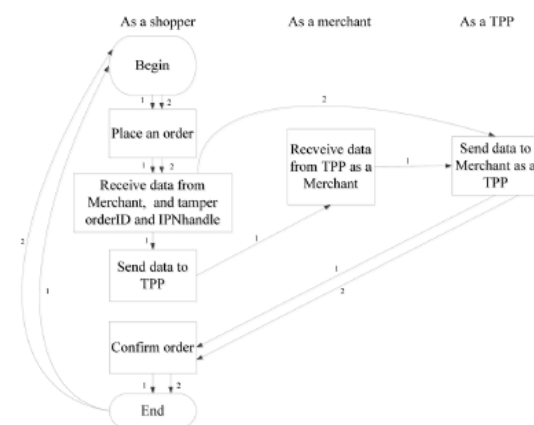 As a shopper
As a merchant
As a TPP
Begin
1
2
Place an order
2
1
2
Receive data from
Merchant, and tamper
orderID and IPNhandle
Recveive data
from TPP as a
Merchant
1
Send data to
Merchant as a
TPP
1
Send data to
TPP
1
2
1
1
2
Confirm order
1
2
End